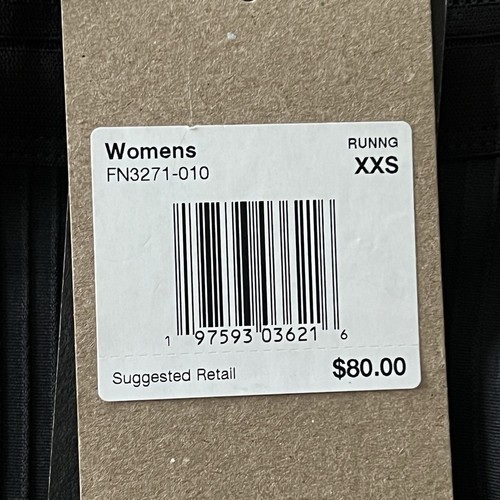 Womens
RUNNG
FN3271-010
XXS
1 97593 03621 6
Suggested Retail
$80.00